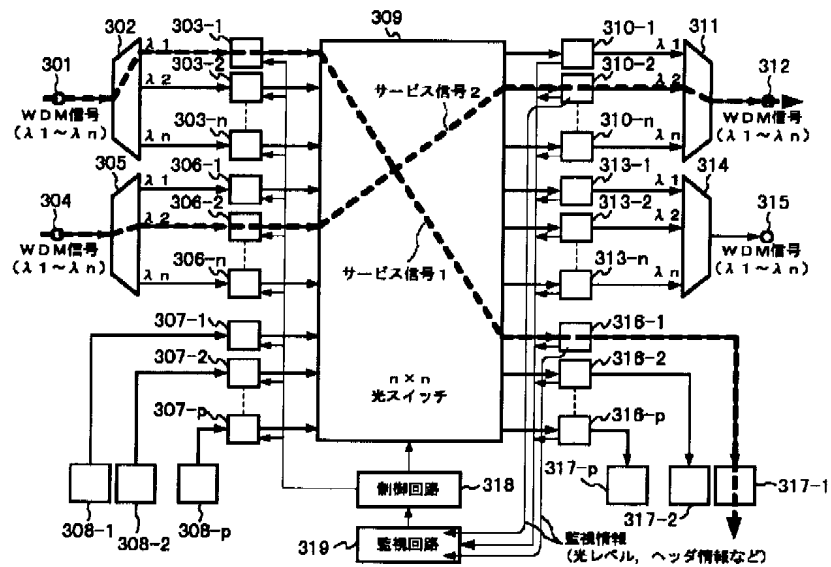 302
λ1
303-1
309
310-1
λ1
311
301
303-2
λ2
310-2
λ2
312
サービス信号2
WDM信号
(λ1~λn)
303-n
λn
310-n
λn
WDM信号
(λ1~λn)
305
306-1
λ1
313-1
λ1
314
304
306-2
λ2
313-2
λ2
315
WDM信号
(λ1~λn)
306-n
λn
サービス信号1
313-n
λn
WDM信号
(λ1~λn)
307-1
316-1
307-2
n×n
光スイッチ
316-2
307-p
316-p
308-1
308-2
308-p
制御回路
318
317-p
317-2
317-1
319
監視回路
監視情報
(光レベル,ヘッダ情報など)